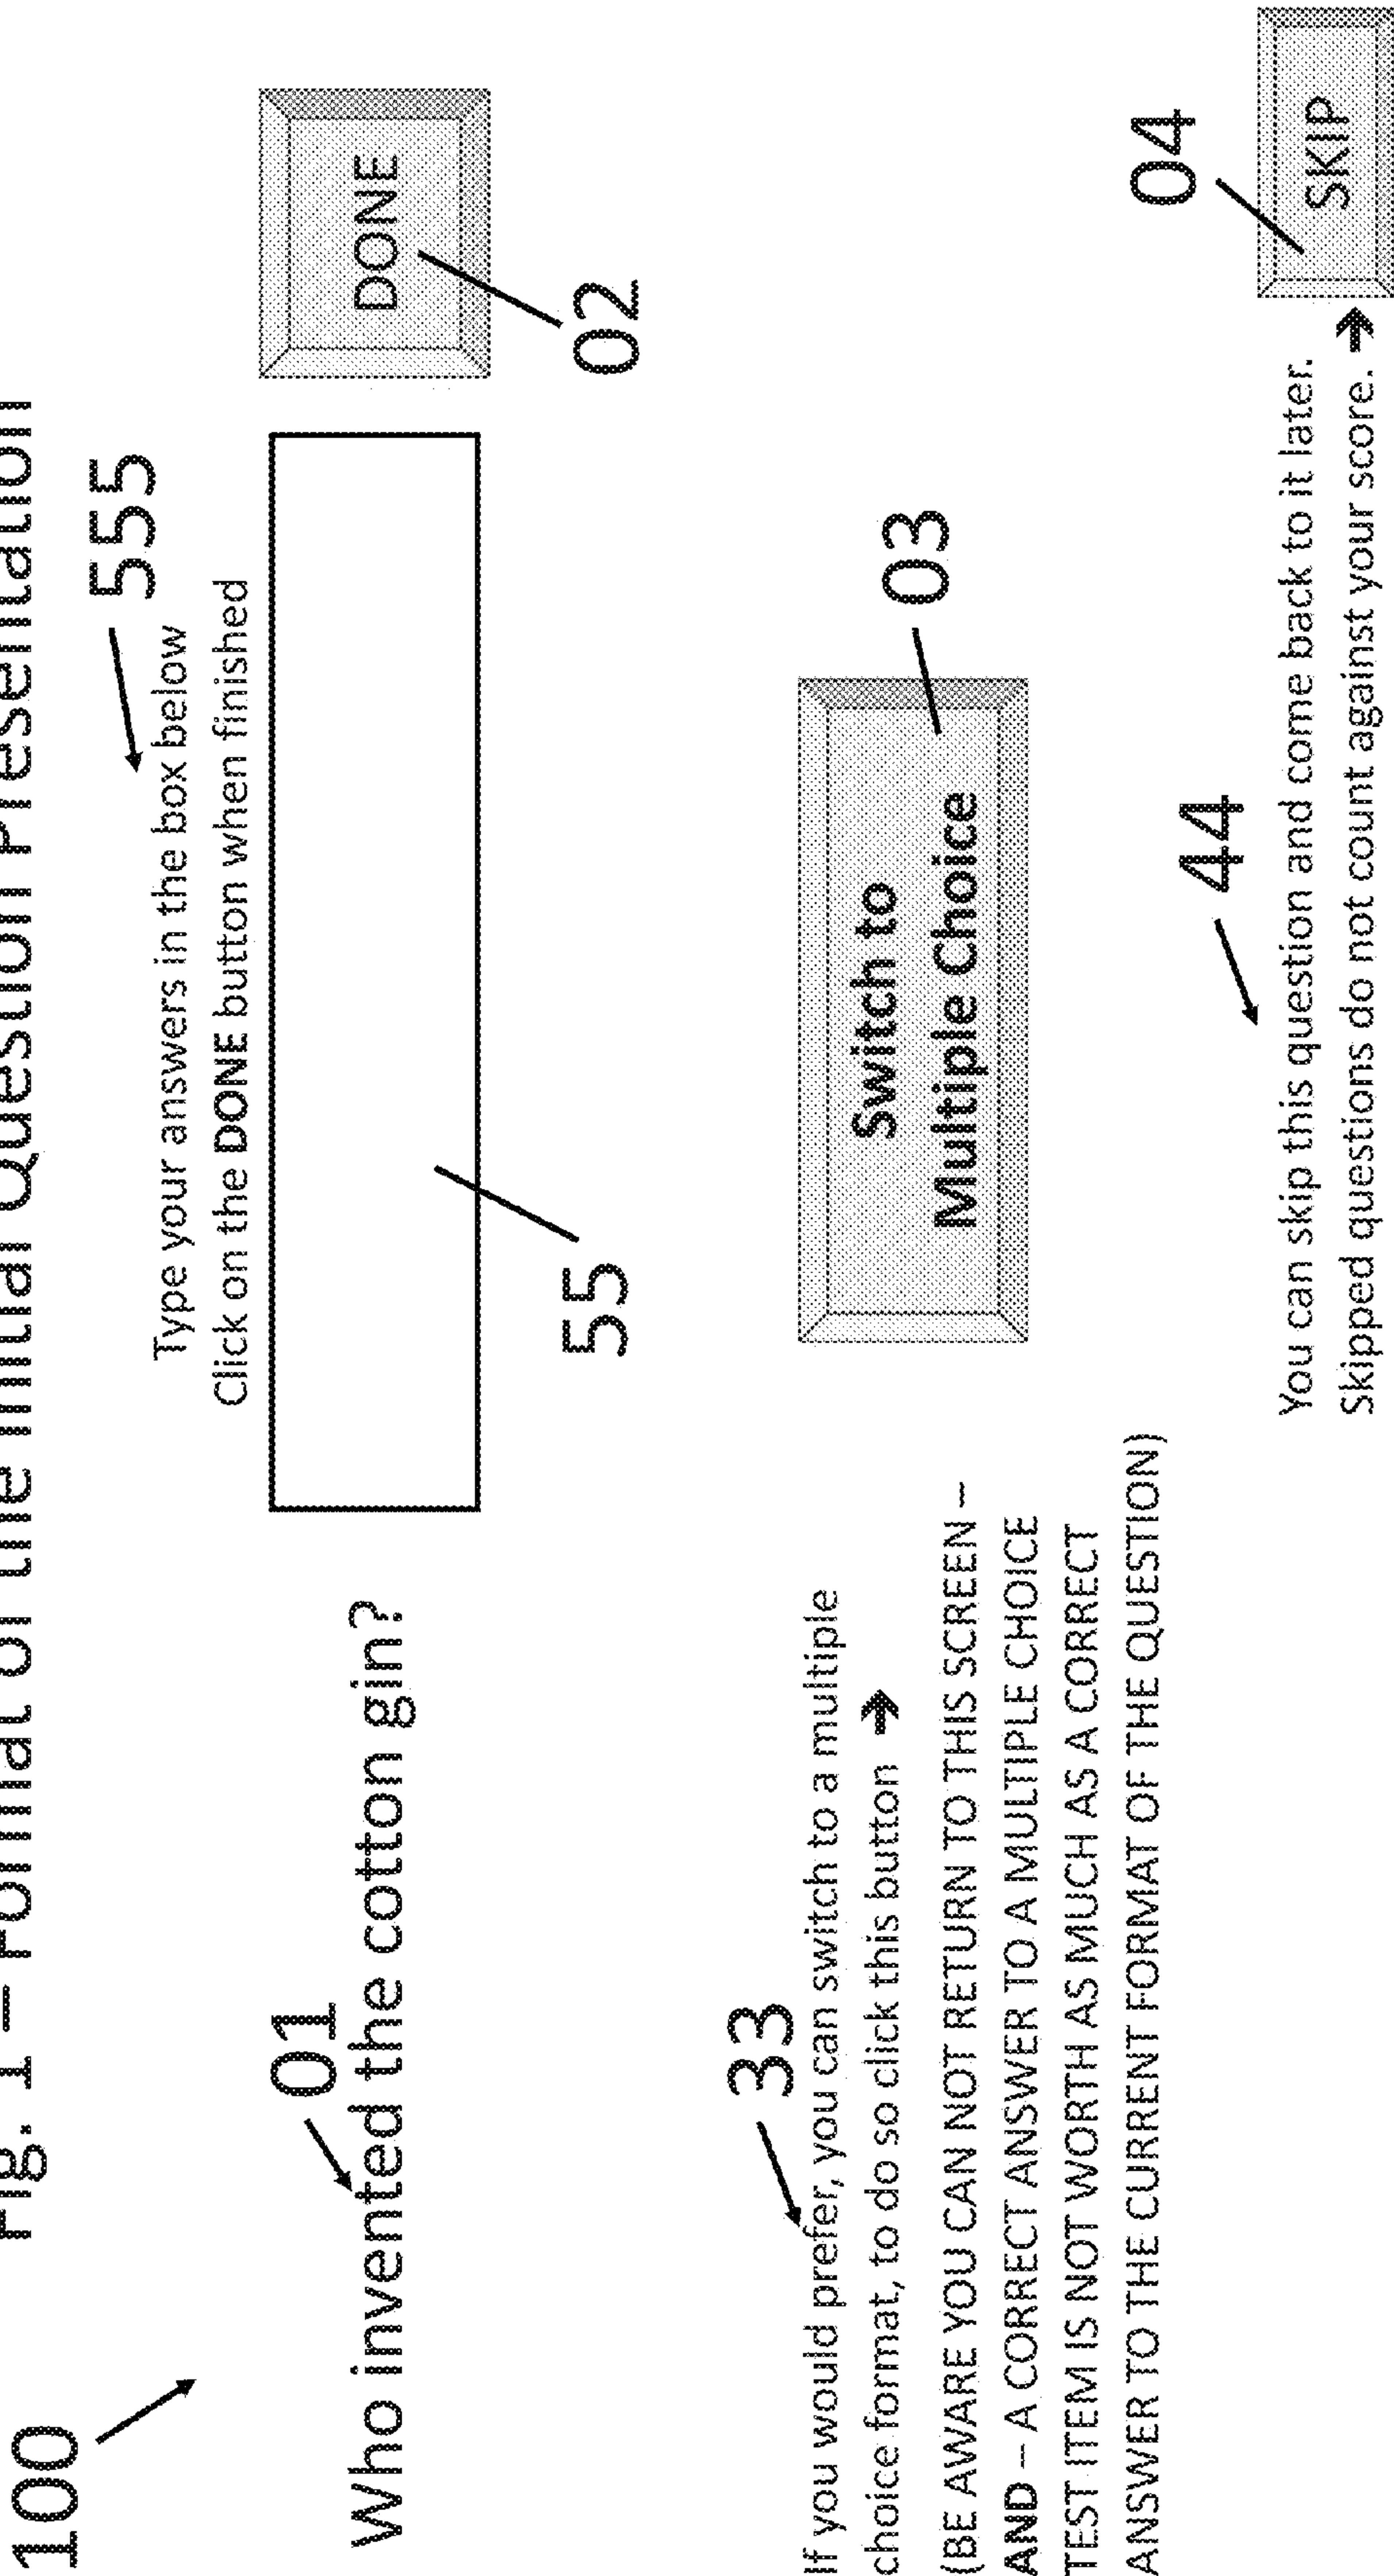 Fig. 1 – Format of the Initial Question Presentation
100
555
Type your answers in the box below
Click on the DONE button when finished
01
Who invented the cotton gin?
DONE
55
02
33
If you would prefer, you can switch to a multiple
choice format, to do so click this button ➔
(BE AWARE YOU CAN NOT RETURN TO THIS SCREEN –
AND – A CORRECT ANSWER TO A MULTIPLE CHOICE
TEST ITEM IS NOT WORTH AS MUCH AS A CORRECT
ANSWER TO THE CURRENT FORMAT OF THE QUESTION)
Switch to
Multiple Choice
03
44
You can skip this question and come back to it later.
Skipped questions do not count against your score. ➔
04
SKIP